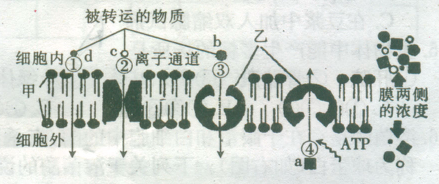 被转运的物质
细胞内 ① d c ② 离子通道 b ③ 乙
甲
膜两侧的浓度
细胞外 a ④ ATP